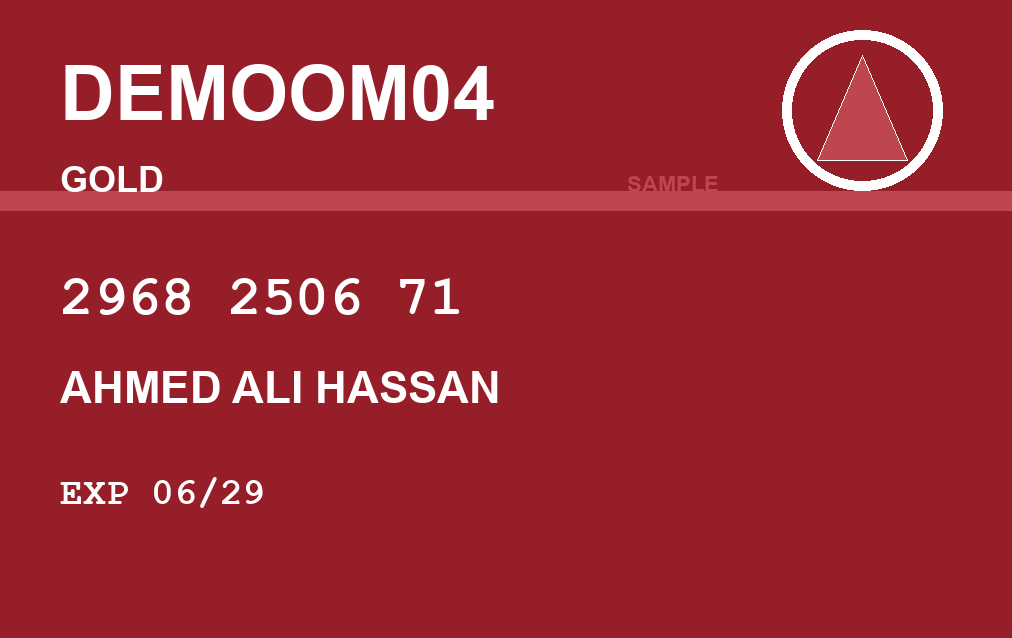 DEMOOM04
GOLD
SAMPLE
2968 2506 71
AHMED ALI HASSAN
EXP 06/29